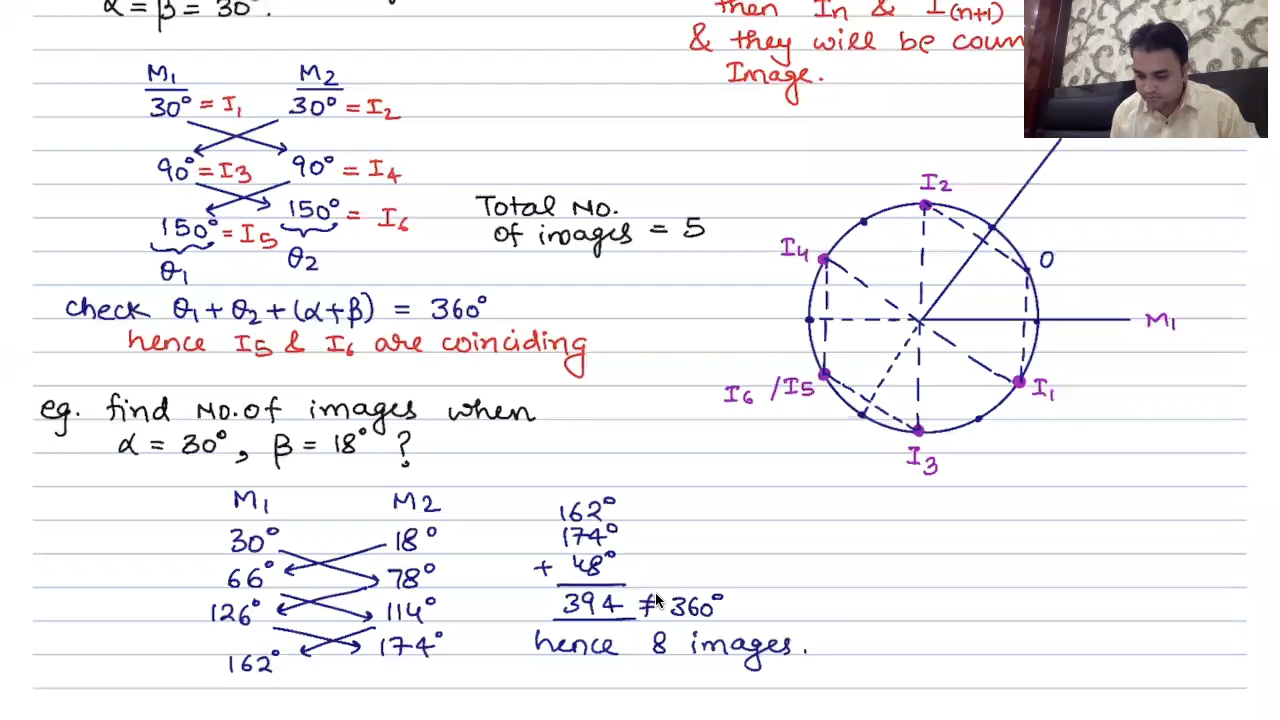 α = β = 30°.
then In & I(n+1)
& they will be coun
Image.
M1 M2
30° = I1 30° = I2
90° = I3 90° = I4
150° = I5 150° = I6
θ1 θ2
Total No.
of images = 5
check θ1 + θ2 + (α+β) = 360°
hence I5 & I6 are coinciding
I2
O
I4
M1
I6 / I5
I1
I3
eg. find No. of images when
α = 30°, β = 18° ?
M1 M2
30° 18°
66° 78°
126° 114°
162° 174°
162°
174°
+ 48°
394 ≠ 360°
hence 8 images.